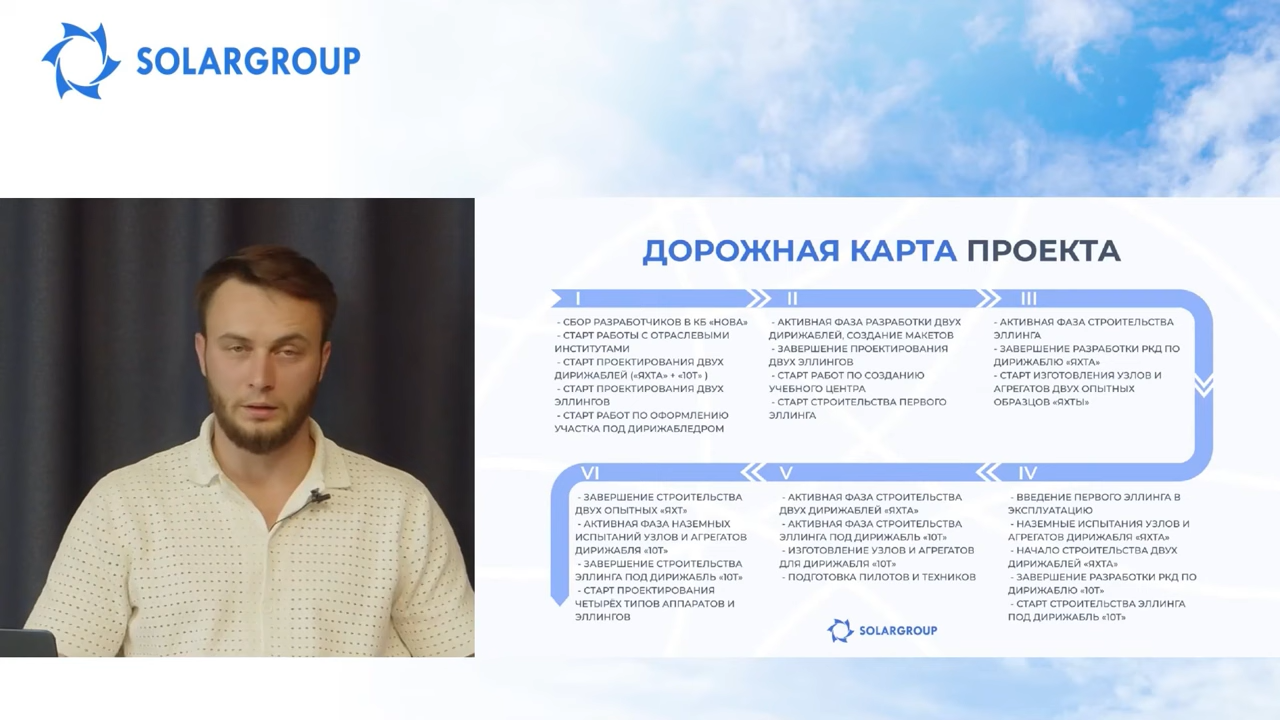 SOLARGROUP
ДОРОЖНАЯ КАРТА ПРОЕКТА
I
- СБОР РАЗРАБОТЧИКОВ В КБ «НОВА»
- СТАРТ РАБОТЫ С ОТРАСЛЕВЫМИ
ИНСТИТУТАМИ
- СТАРТ ПРОЕКТИРОВАНИЯ ДВУХ
ДИРИЖАБЛЕЙ («ЯХТА» + «10Т» )
- СТАРТ ПРОЕКТИРОВАНИЯ ДВУХ
ЭЛЛИНГОВ
- СТАРТ РАБОТ ПО ОФОРМЛЕНИЮ
УЧАСТКА ПОД ДИРИЖАБЛЕДРОМ
II
- АКТИВНАЯ ФАЗА РАЗРАБОТКИ ДВУХ
ДИРИЖАБЛЕЙ, СОЗДАНИЕ МАКЕТОВ
- ЗАВЕРШЕНИЕ ПРОЕКТИРОВАНИЯ
ДВУХ ЭЛЛИНГОВ
- СТАРТ РАБОТ ПО СОЗДАНИЮ
УЧЕБНОГО ЦЕНТРА
- СТАРТ СТРОИТЕЛЬСТВА ПЕРВОГО
ЭЛЛИНГА
III
- АКТИВНАЯ ФАЗА СТРОИТЕЛЬСТВА
ЭЛЛИНГА
- ЗАВЕРШЕНИЕ РАЗРАБОТКИ РКД ПО
ДИРИЖАБЛЮ «ЯХТА»
- СТАРТ ИЗГОТОВЛЕНИЯ УЗЛОВ И
АГРЕГАТОВ ДВУХ ОПЫТНЫХ
ОБРАЗЦОВ «ЯХТЫ»
IV
- ВВЕДЕНИЕ ПЕРВОГО ЭЛЛИНГА В
ЭКСПЛУАТАЦИЮ
- НАЗЕМНЫЕ ИСПЫТАНИЯ УЗЛОВ И
АГРЕГАТОВ ДИРИЖАБЛЯ «ЯХТА»
- НАЧАЛО СТРОИТЕЛЬСТВА ДВУХ
ДИРИЖАБЛЕЙ «ЯХТА»
- ЗАВЕРШЕНИЕ РАЗРАБОТКИ РКД ПО
ДИРИЖАБЛЮ «10Т»
- СТАРТ СТРОИТЕЛЬСТВА ЭЛЛИНГА
ПОД ДИРИЖАБЛЬ «10Т»
V
- АКТИВНАЯ ФАЗА СТРОИТЕЛЬСТВА
ДВУХ ДИРИЖАБЛЕЙ «ЯХТА»
- АКТИВНАЯ ФАЗА СТРОИТЕЛЬСТВА
ЭЛЛИНГА ПОД ДИРИЖАБЛЬ «10Т»
- ИЗГОТОВЛЕНИЕ УЗЛОВ И АГРЕГАТОВ
ДЛЯ ДИРИЖАБЛЯ «10Т»
- ПОДГОТОВКА ПИЛОТОВ И ТЕХНИКОВ
VI
- ЗАВЕРШЕНИЕ СТРОИТЕЛЬСТВА
ДВУХ ОПЫТНЫХ «ЯХТ»
- АКТИВНАЯ ФАЗА НАЗЕМНЫХ
ИСПЫТАНИЙ УЗЛОВ И АГРЕГАТОВ
ДИРИЖАБЛЯ «10Т»
- ЗАВЕРШЕНИЕ СТРОИТЕЛЬСТВА
ЭЛЛИНГА ПОД ДИРИЖАБЛЬ «10Т»
- СТАРТ ПРОЕКТИРОВАНИЯ
ЧЕТЫРЁХ ТИПОВ АППАРАТОВ И
ЭЛЛИНГОВ
SOLARGROUP